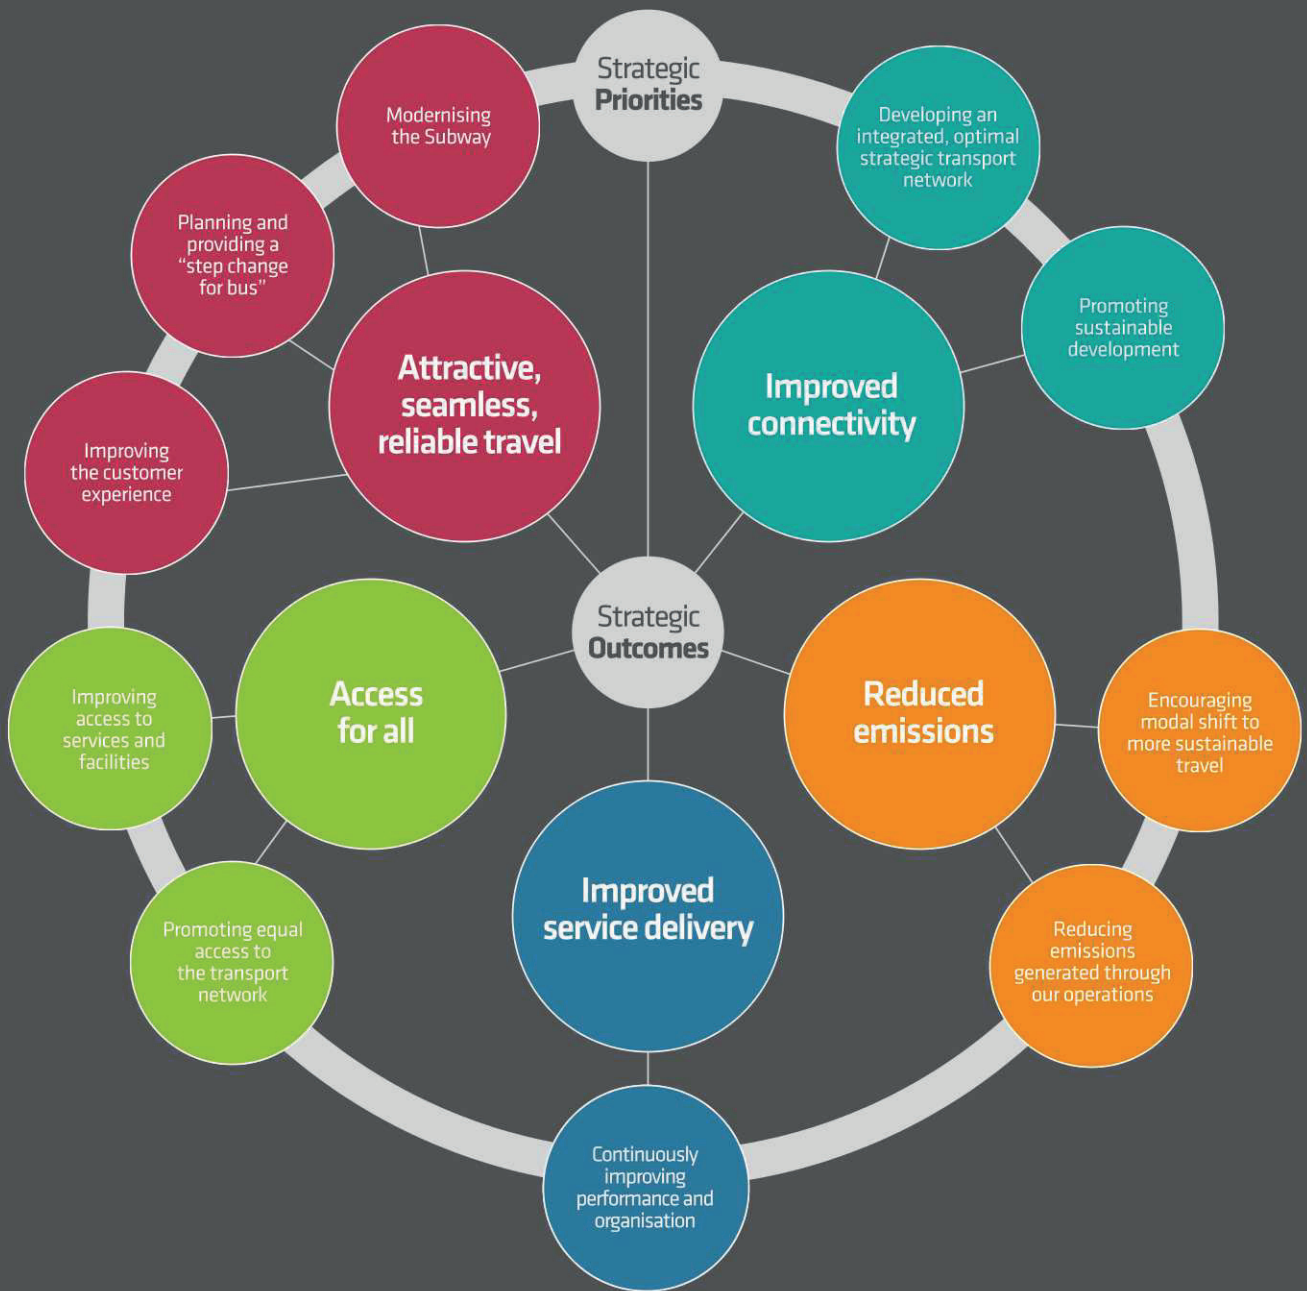 Strategic
Priorities
Modernising
the Subway
Planning and
providing a
“step change
for bus”
Improving
the customer
experience
Attractive,
seamless,
reliable travel
Developing an
integrated, optimal
strategic transport
network
Promoting
sustainable
development
Improved
connectivity
Strategic
Outcomes
Access
for all
Improving
access to
services and
facilities
Promoting equal
access to
the transport
network
Reduced
emissions
Encouraging
modal shift to
more sustainable
travel
Reducing
emissions
generated through
our operations
Improved
service delivery
Continuously
improving
performance and
organisation